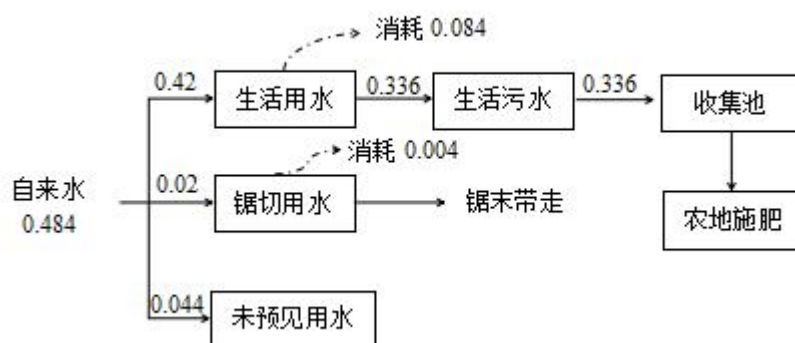 消耗 0.084
0.42
生活用水
0.336
生活污水
0.336
收集池
消耗 0.004
自来水
0.484
0.02
锯切用水
锯末带走
农地施肥
0.044
未预见用水